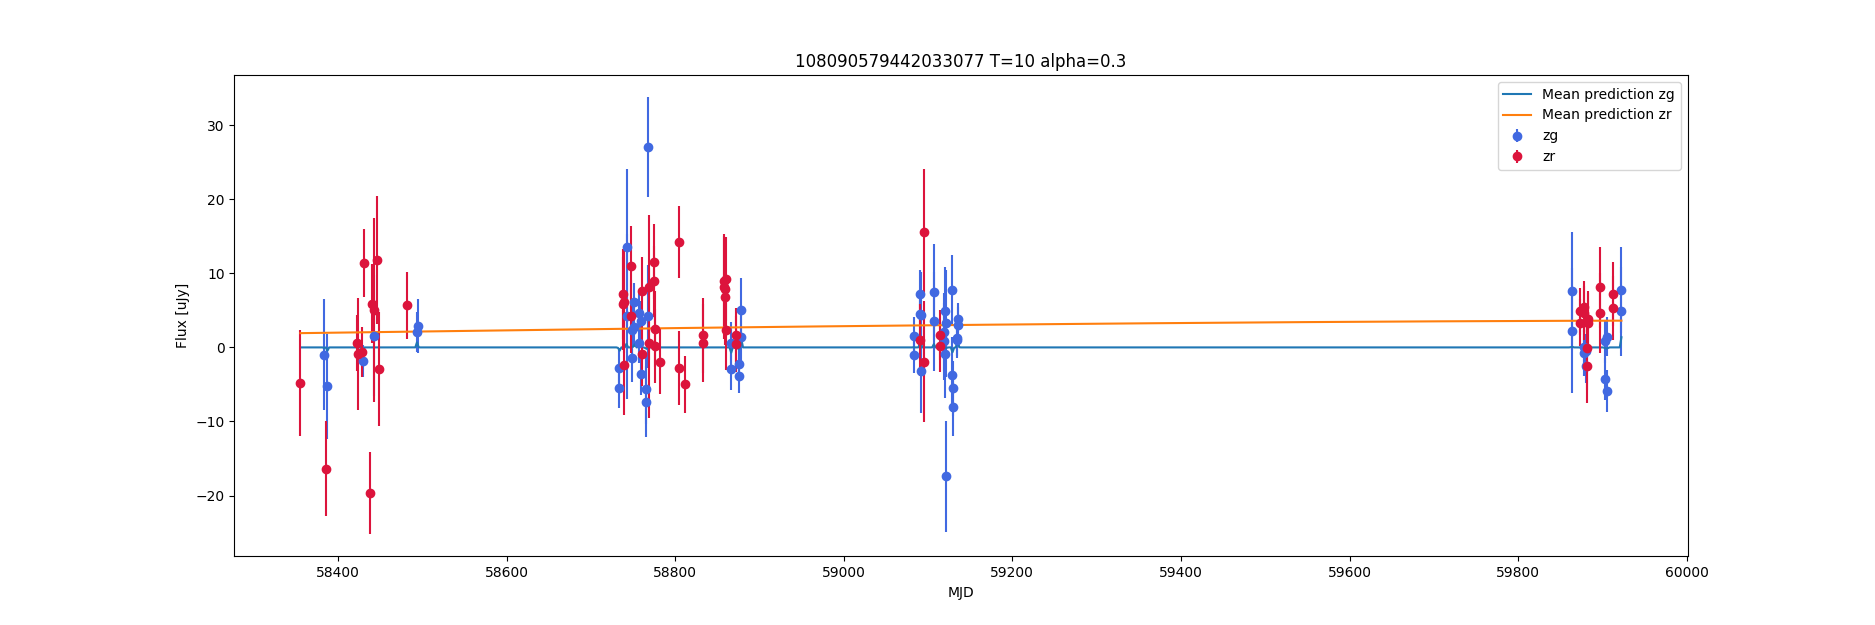 108090579442033077 T=10 alpha=0.3
Mean prediction zg
Mean prediction zr
zg
zr
Flux [uJy]
30
20
10
0
−10
−20
58400 58600 58800 59000 59200 59400 59600 59800 60000
MJD